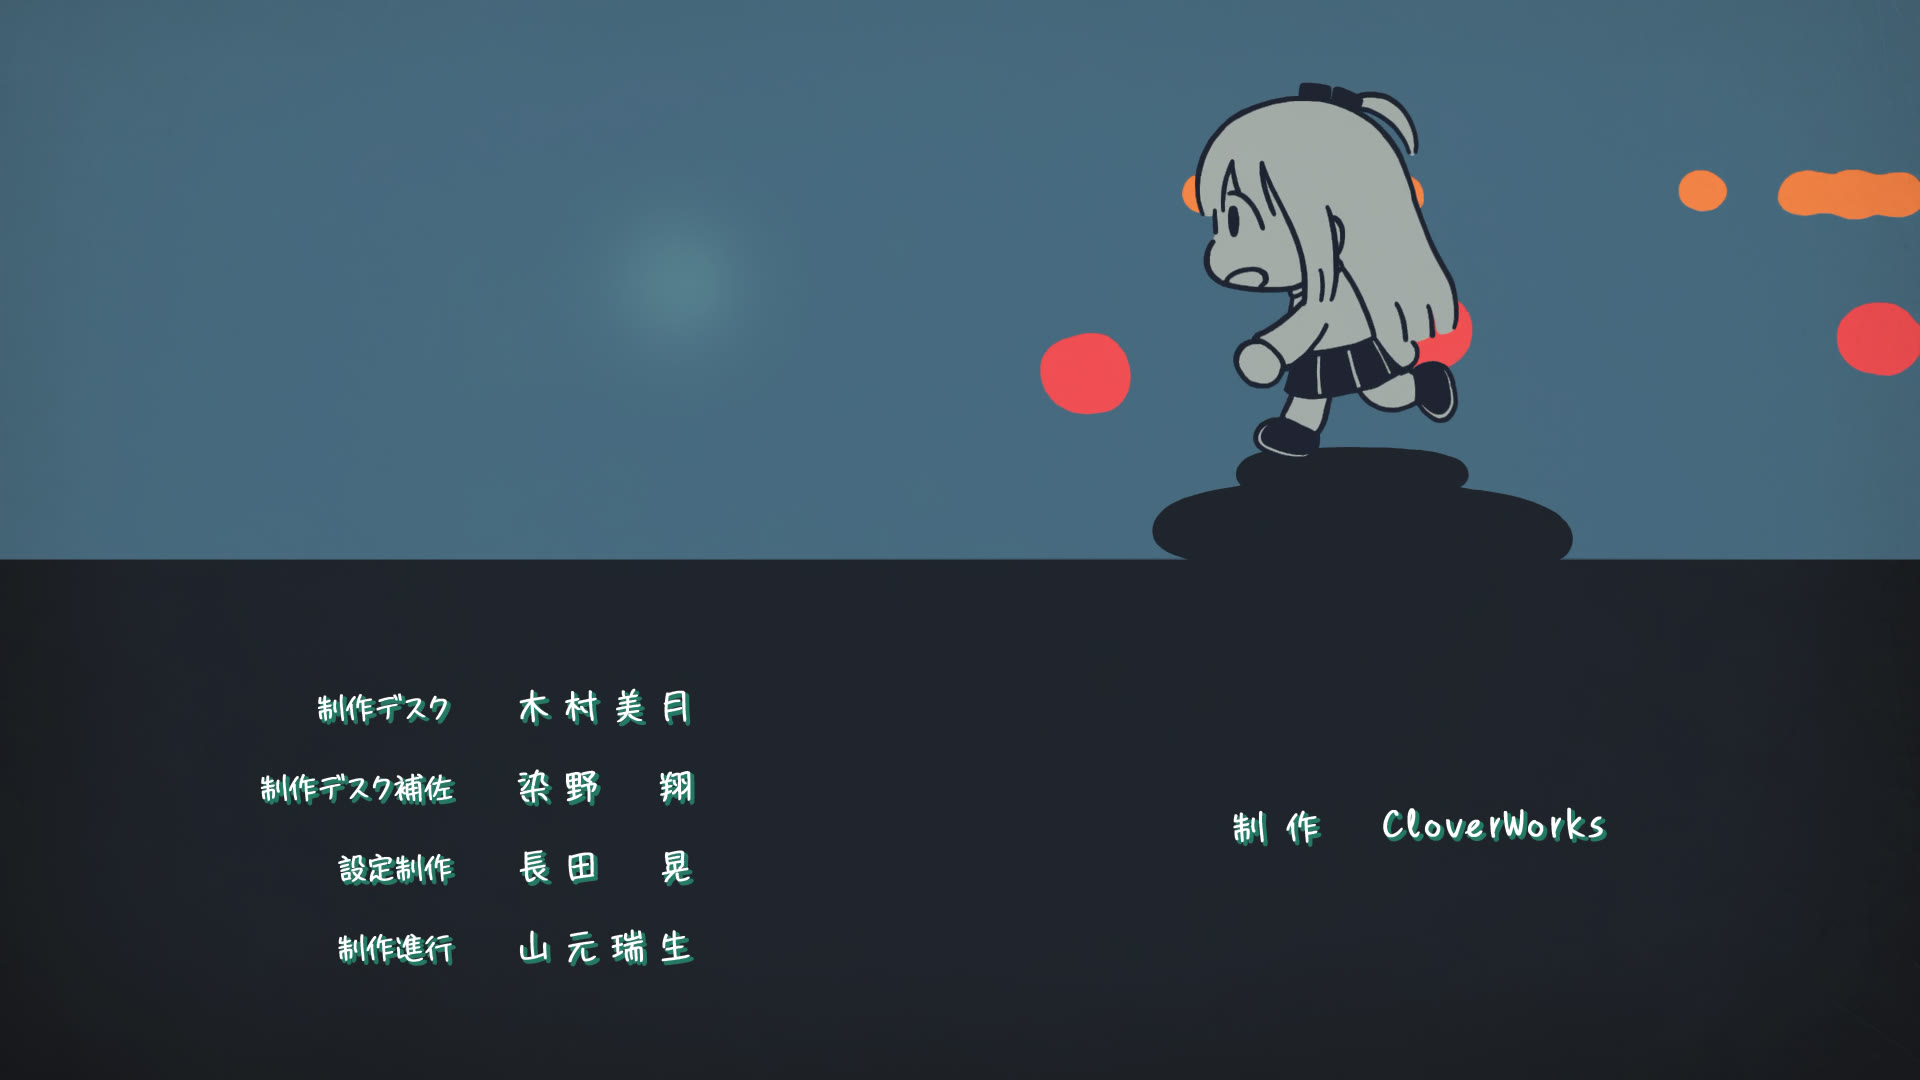 制作デスク 木村美月
制作デスク補佐 染野 翔
設定制作 長田 晃
制作進行 山元瑞生
制作 CloverWorks